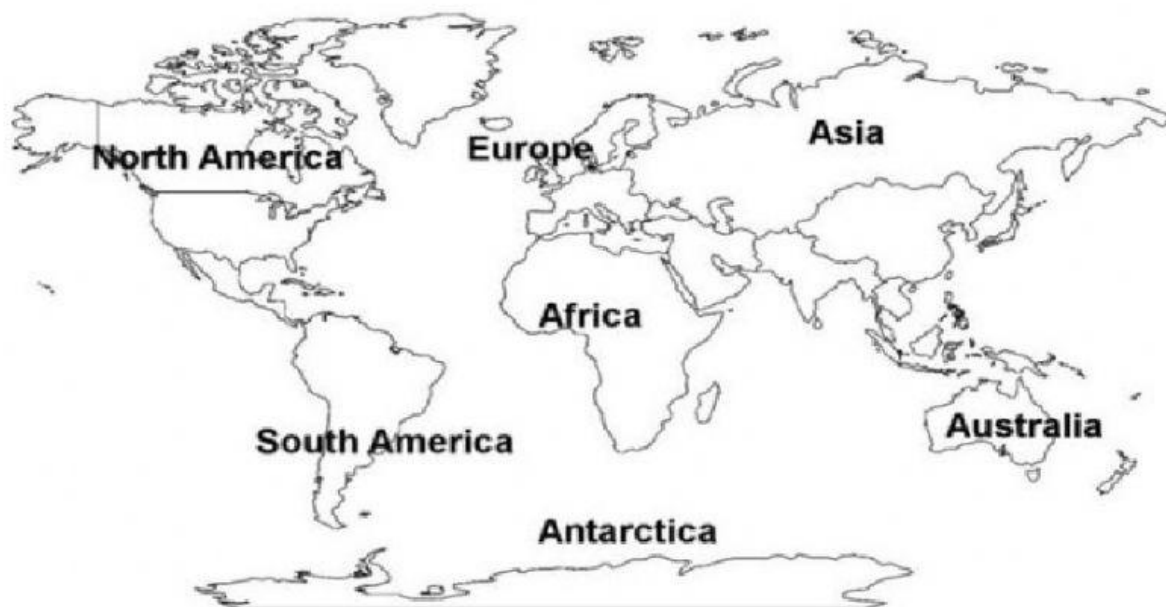 Asia
Europe
North America
Africa
Australia
South America
Antarctica